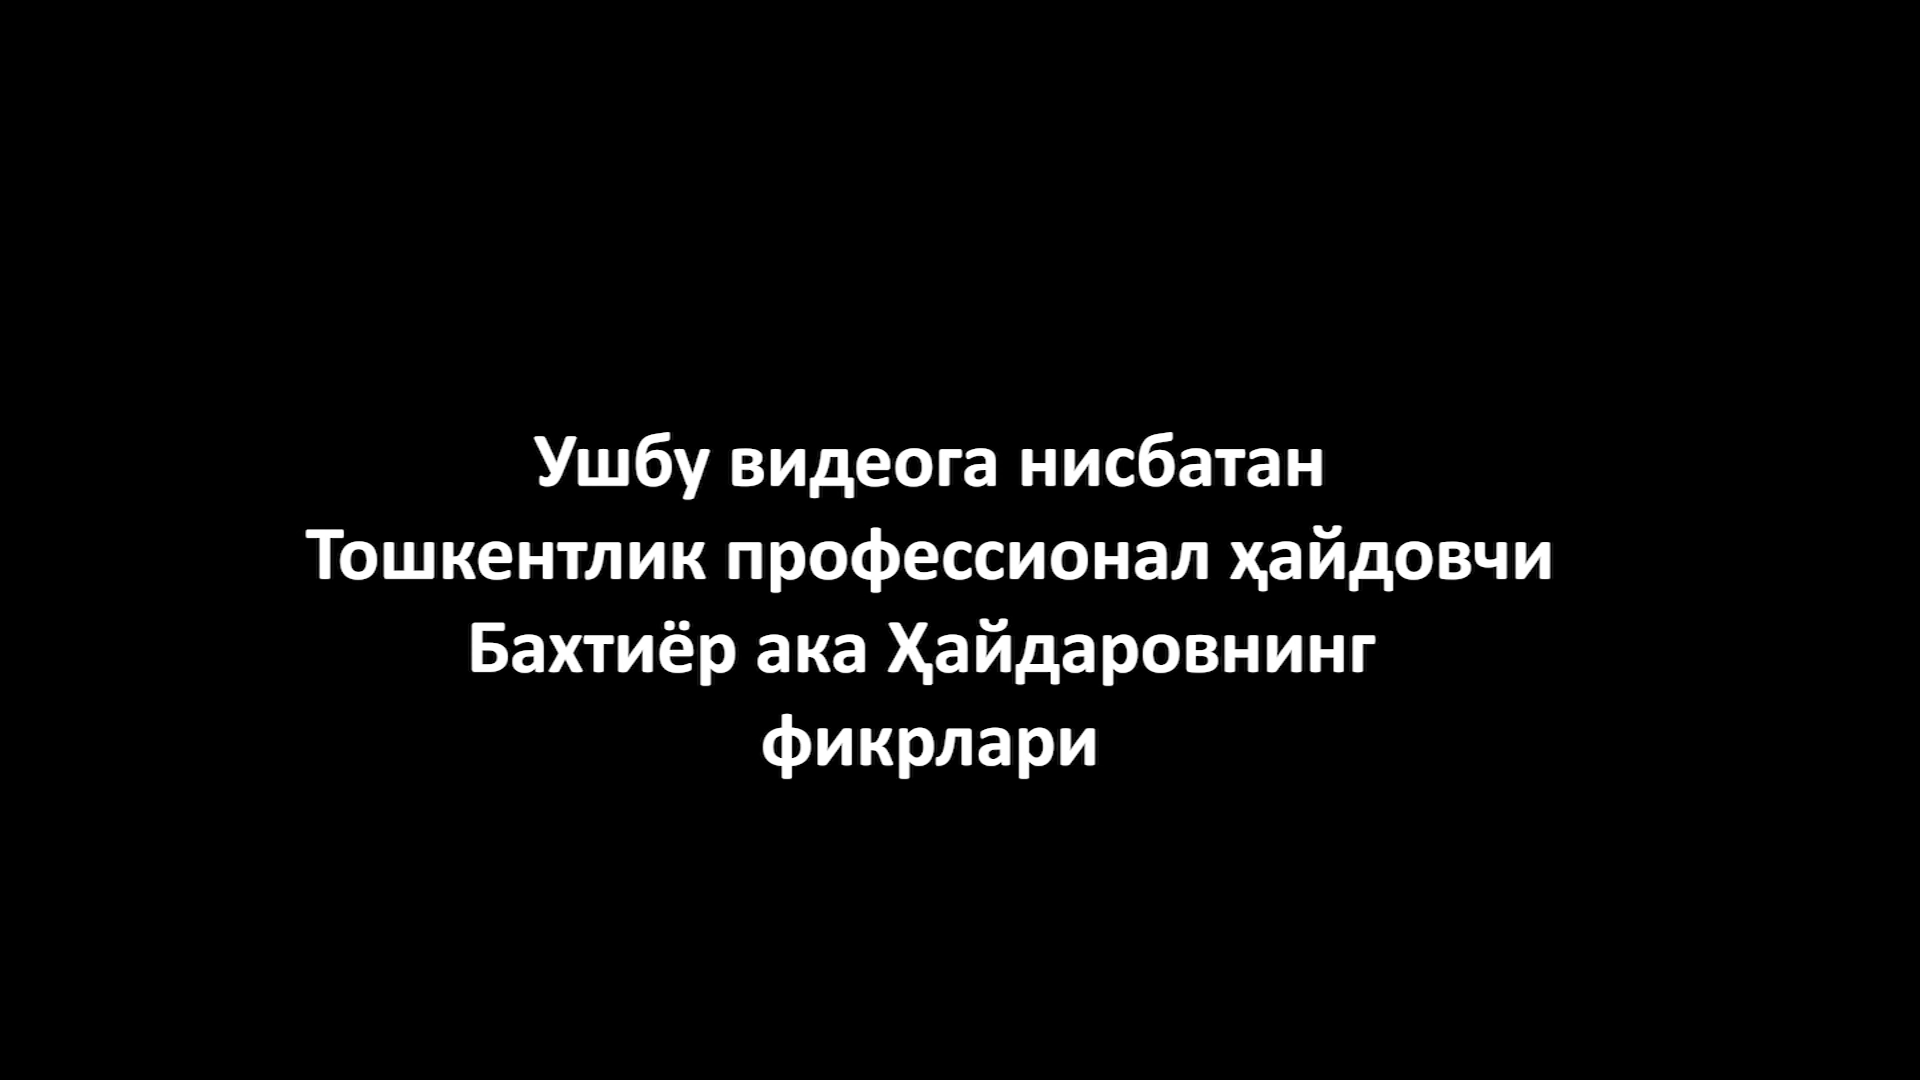 Ушбу видеога нисбатан
Тошкентлик профессионал ҳайдовчи
Бахтиёр ака Ҳайдаровнинг
фикрлари